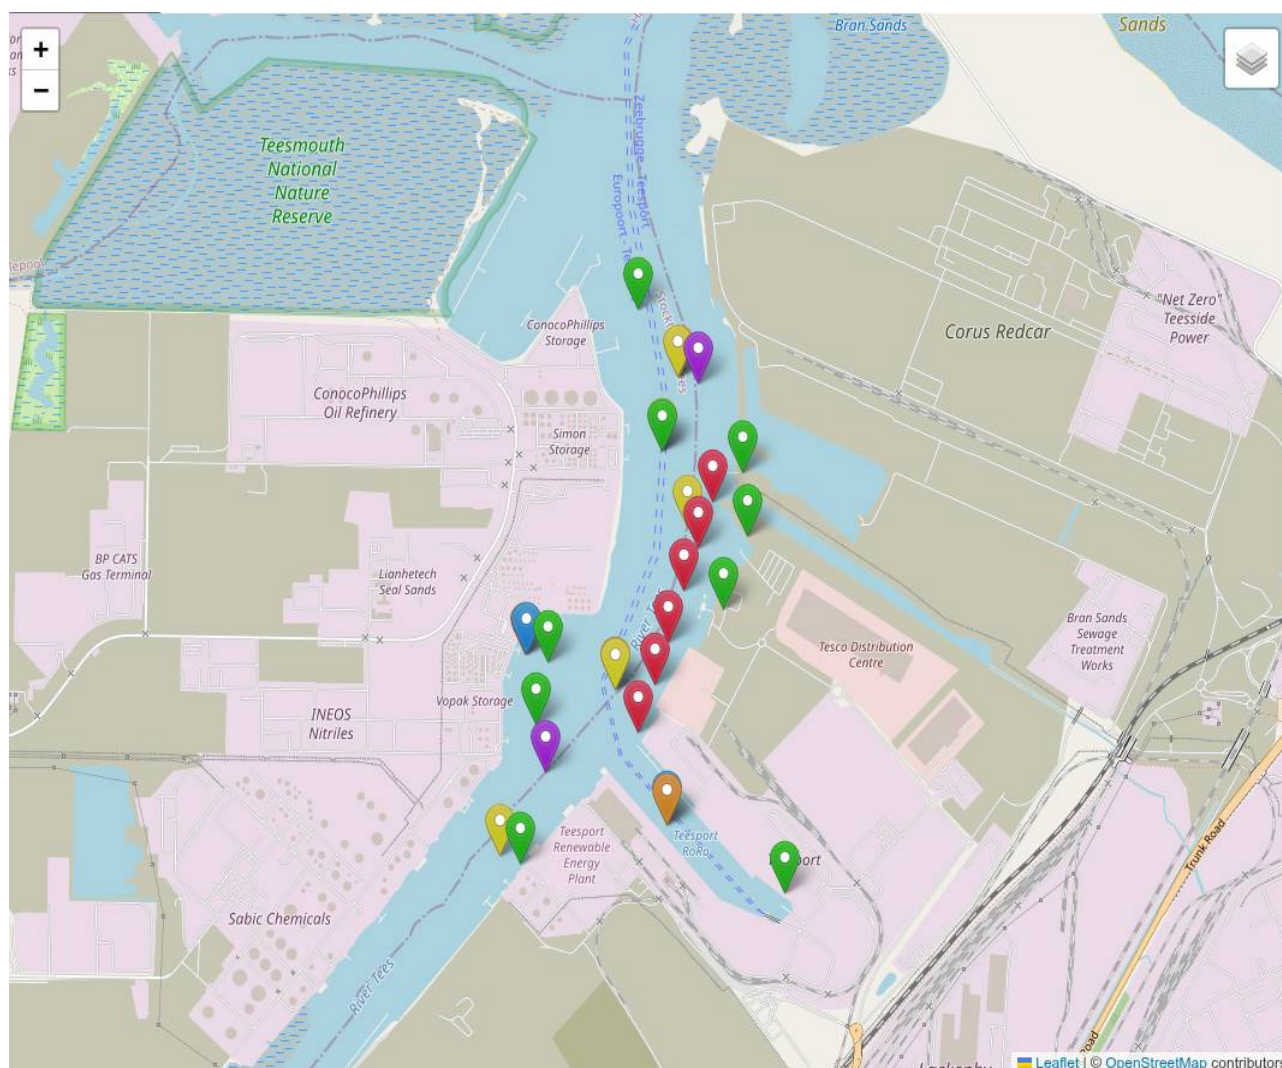 +
−
Bran Sands
Sands
Teesmouth
National
Nature
Reserve
Zeebrugge - Teesport
Europoort - Te
ConocoPhillips
Storage
"Net Zero"
Teesside
Power
Corus Redcar
ConocoPhillips
Oil Refinery
Simon
Storage
BP CATS
Gas Terminal
Lianhetech
Seal Sands
River Tees
Bran Sands
Sewage
Treatment
Works
Tesco Distribution
Centre
Vopak Storage
INEOS
Nitriles
Teesport
RoRo
Teesport
Renewable
Energy
Plant
Trunk Road
Sabic Chemicals
River Tees
Road
Leaflet | © OpenStreetMap contributors